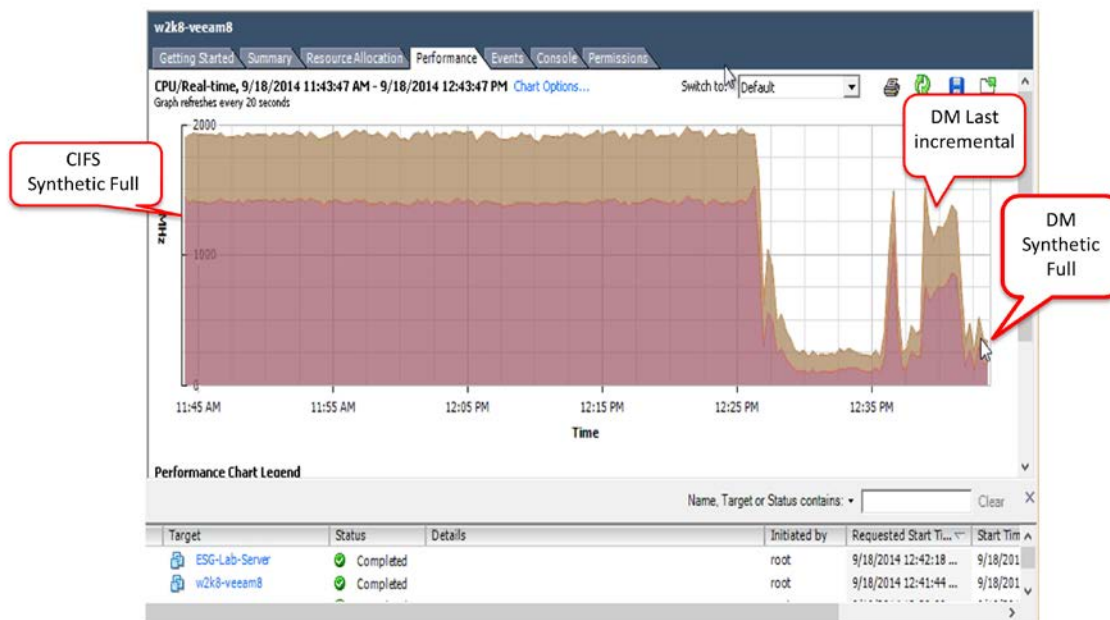 w2k8-veeam8
Getting Started Summary Resource Allocation Performance Events Console Permissions
CPU/Real-time, 9/18/2014 11:43:47 AM - 9/18/2014 12:43:47 PM Chart Options...
Switch to: Default
Graph refreshes every 20 seconds
DM Last
incremental
CIFS
Synthetic Full
DM
Synthetic
Full
2000
MHz
1000
0
11:45 AM 11:55 AM 12:05 PM 12:15 PM 12:25 PM 12:35 PM
Time
Performance Chart Legend
Name, Target or Status contains: Clear
Target Status Details Initiated by Requested Start Ti... Start Tim
ESG-Lab-Server Completed root 9/18/2014 12:42:18 ... 9/18/201
w2k8-veeam8 Completed root 9/18/2014 12:41:44 ... 9/18/201